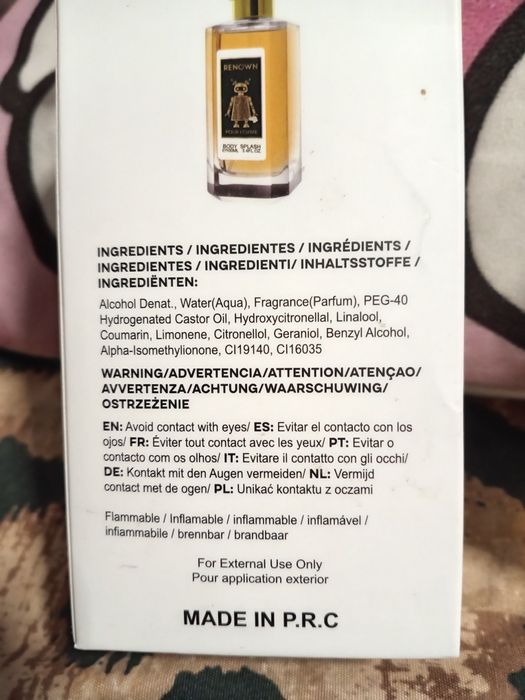 RENOWN
POUR HOMME
BODY SPLASH
INGREDIENTS / INGREDIENTES / INGRÉDIENTS /
INGREDIENTES / INGREDIENTI/ INHALTSSTOFFE /
INGREDIËNTEN:
Alcohol Denat., Water(Aqua), Fragrance(Parfum), PEG-40
Hydrogenated Castor Oil, Hydroxycitronellal, Linalool,
Coumarin, Limonene, Citronellol, Geraniol, Benzyl Alcohol,
Alpha-Isomethylionone, CI19140, CI16035
WARNING/ADVERTENCIA/ATTENTION/ATENÇAO/
AVVERTENZA/ACHTUNG/WAARSCHUWING/
OSTRZEŻENIE
EN: Avoid contact with eyes/ ES: Evitar el contacto con los
ojos/ FR: Éviter tout contact avec les yeux/ PT: Evitar o
contacto com os olhos/ IT: Evitare il contatto con gli occhi/
DE: Kontakt mit den Augen vermeiden/ NL: Vermijd
contact met de ogen/ PL: Unikać kontaktu z oczami
Flammable / Inflamable / inflammable / inflamável /
infiammabile / brennbar / brandbaar
For External Use Only
Pour application exterior
MADE IN P.R.C